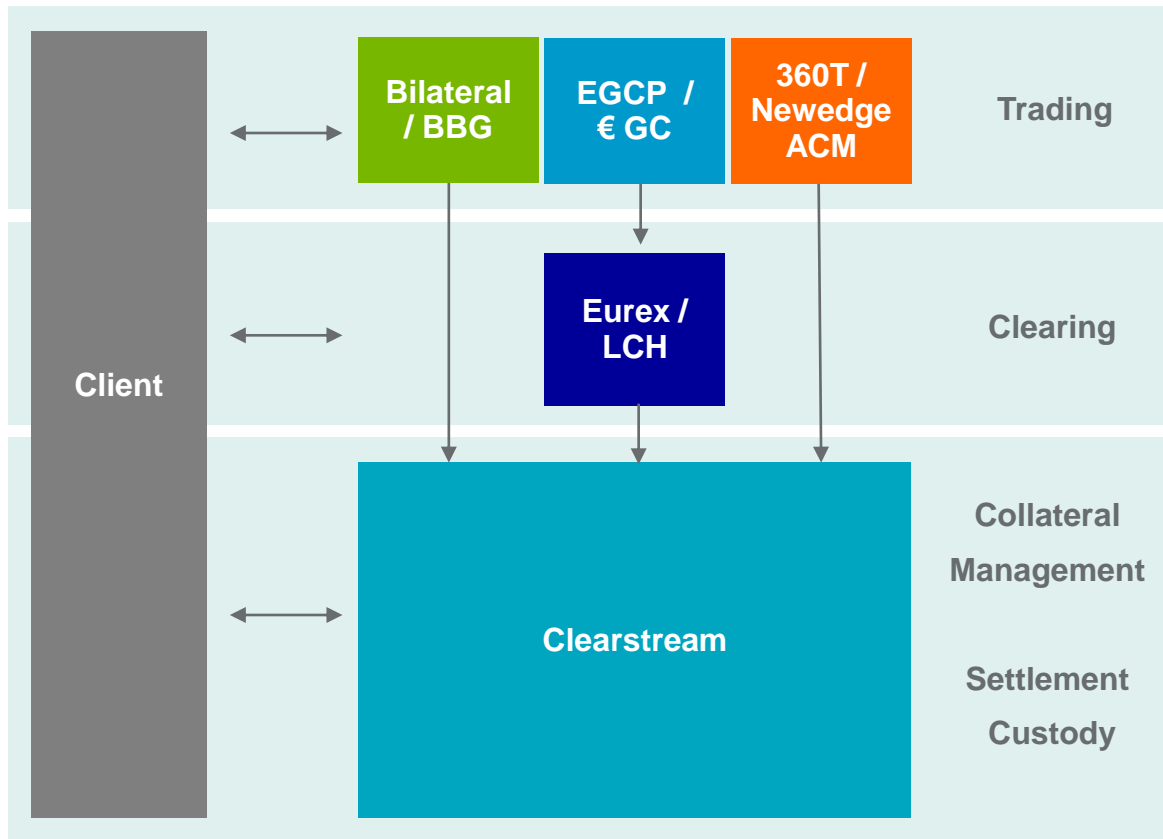 Bilateral
/ BBG
EGCP /
€ GC
360T /
Newedge
ACM
Trading
Eurex /
LCH
Clearing
Client
Clearstream
Collateral
Management
Settlement
Custody